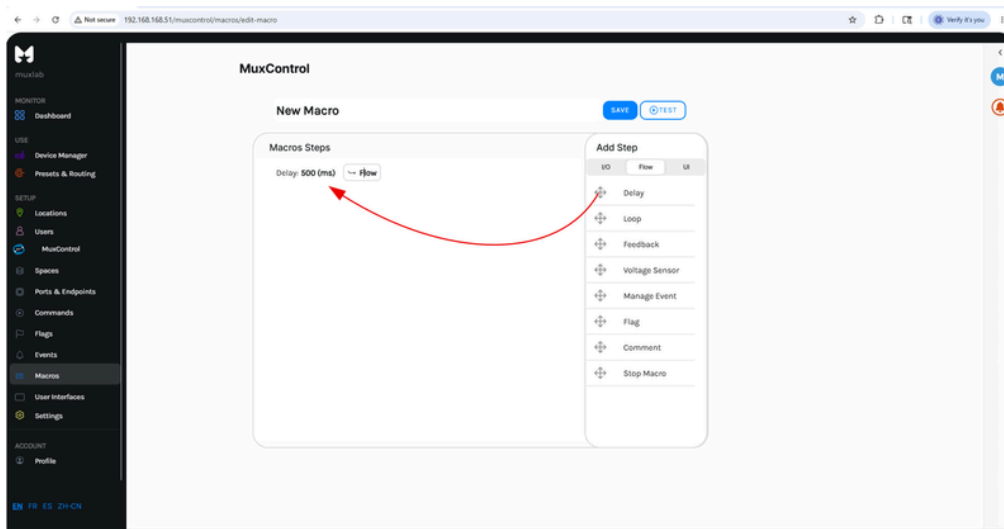 Not secure 192.168.168.51/muxcontrol/macros/edit-macro
Verify it's you
muxlab
MONITOR
Dashboard
USE
Device Manager
Presets & Routing
SETUP
Locations
Users
MuxControl
Spaces
Ports & Endpoints
Commands
Flags
Events
Macros
User Interfaces
Settings
ACCOUNT
Profile
EN FR ES ZH-CN
MuxControl
New Macro
SAVE
TEST
Macros Steps
Delay: 500 (ms)
Flow
Add Step
I/O Flow UI
Delay
Loop
Feedback
Voltage Sensor
Manage Event
Flag
Comment
Stop Macro
M